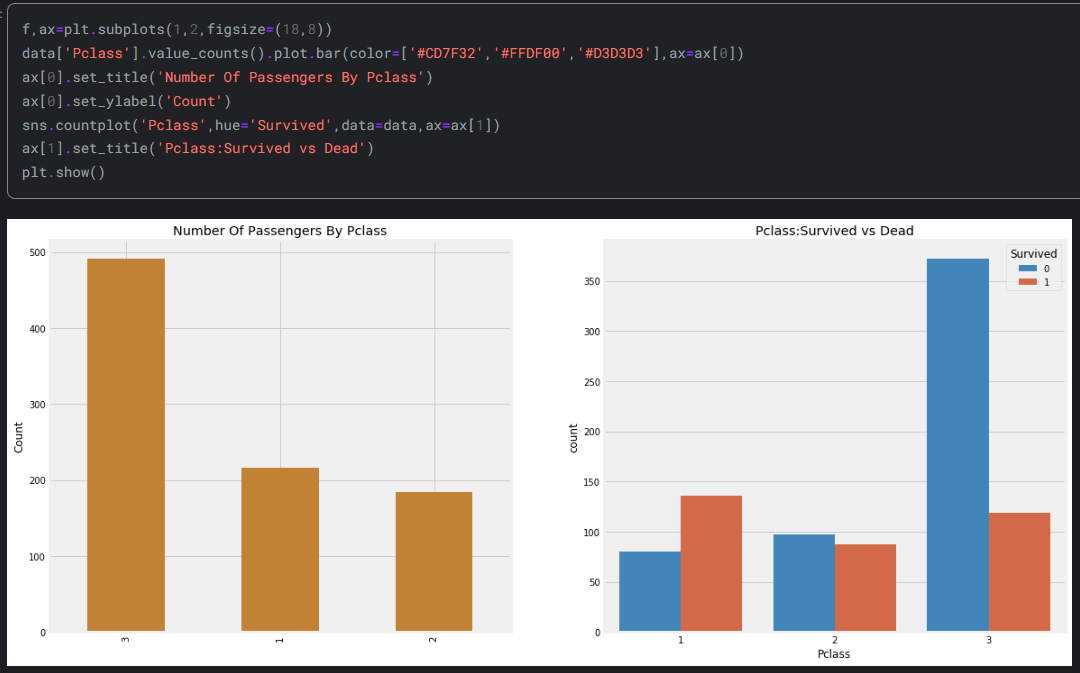 f,ax=plt.subplots(1,2,figsize=(18,8))
data['Pclass'].value_counts().plot.bar(color=['#CD7F32','#FFDF00','#D3D3D3'],ax=ax[0])
ax[0].set_title('Number Of Passengers By Pclass')
ax[0].set_ylabel('Count')
sns.countplot('Pclass',hue='Survived',data=data,ax=ax[1])
ax[1].set_title('Pclass:Survived vs Dead')
plt.show()
Number Of Passengers By Pclass
500
400
300
200
100
0
Count
3
1
2
Pclass:Survived vs Dead
Survived
0
1
350
300
250
200
150
100
50
0
count
1
2
3
Pclass